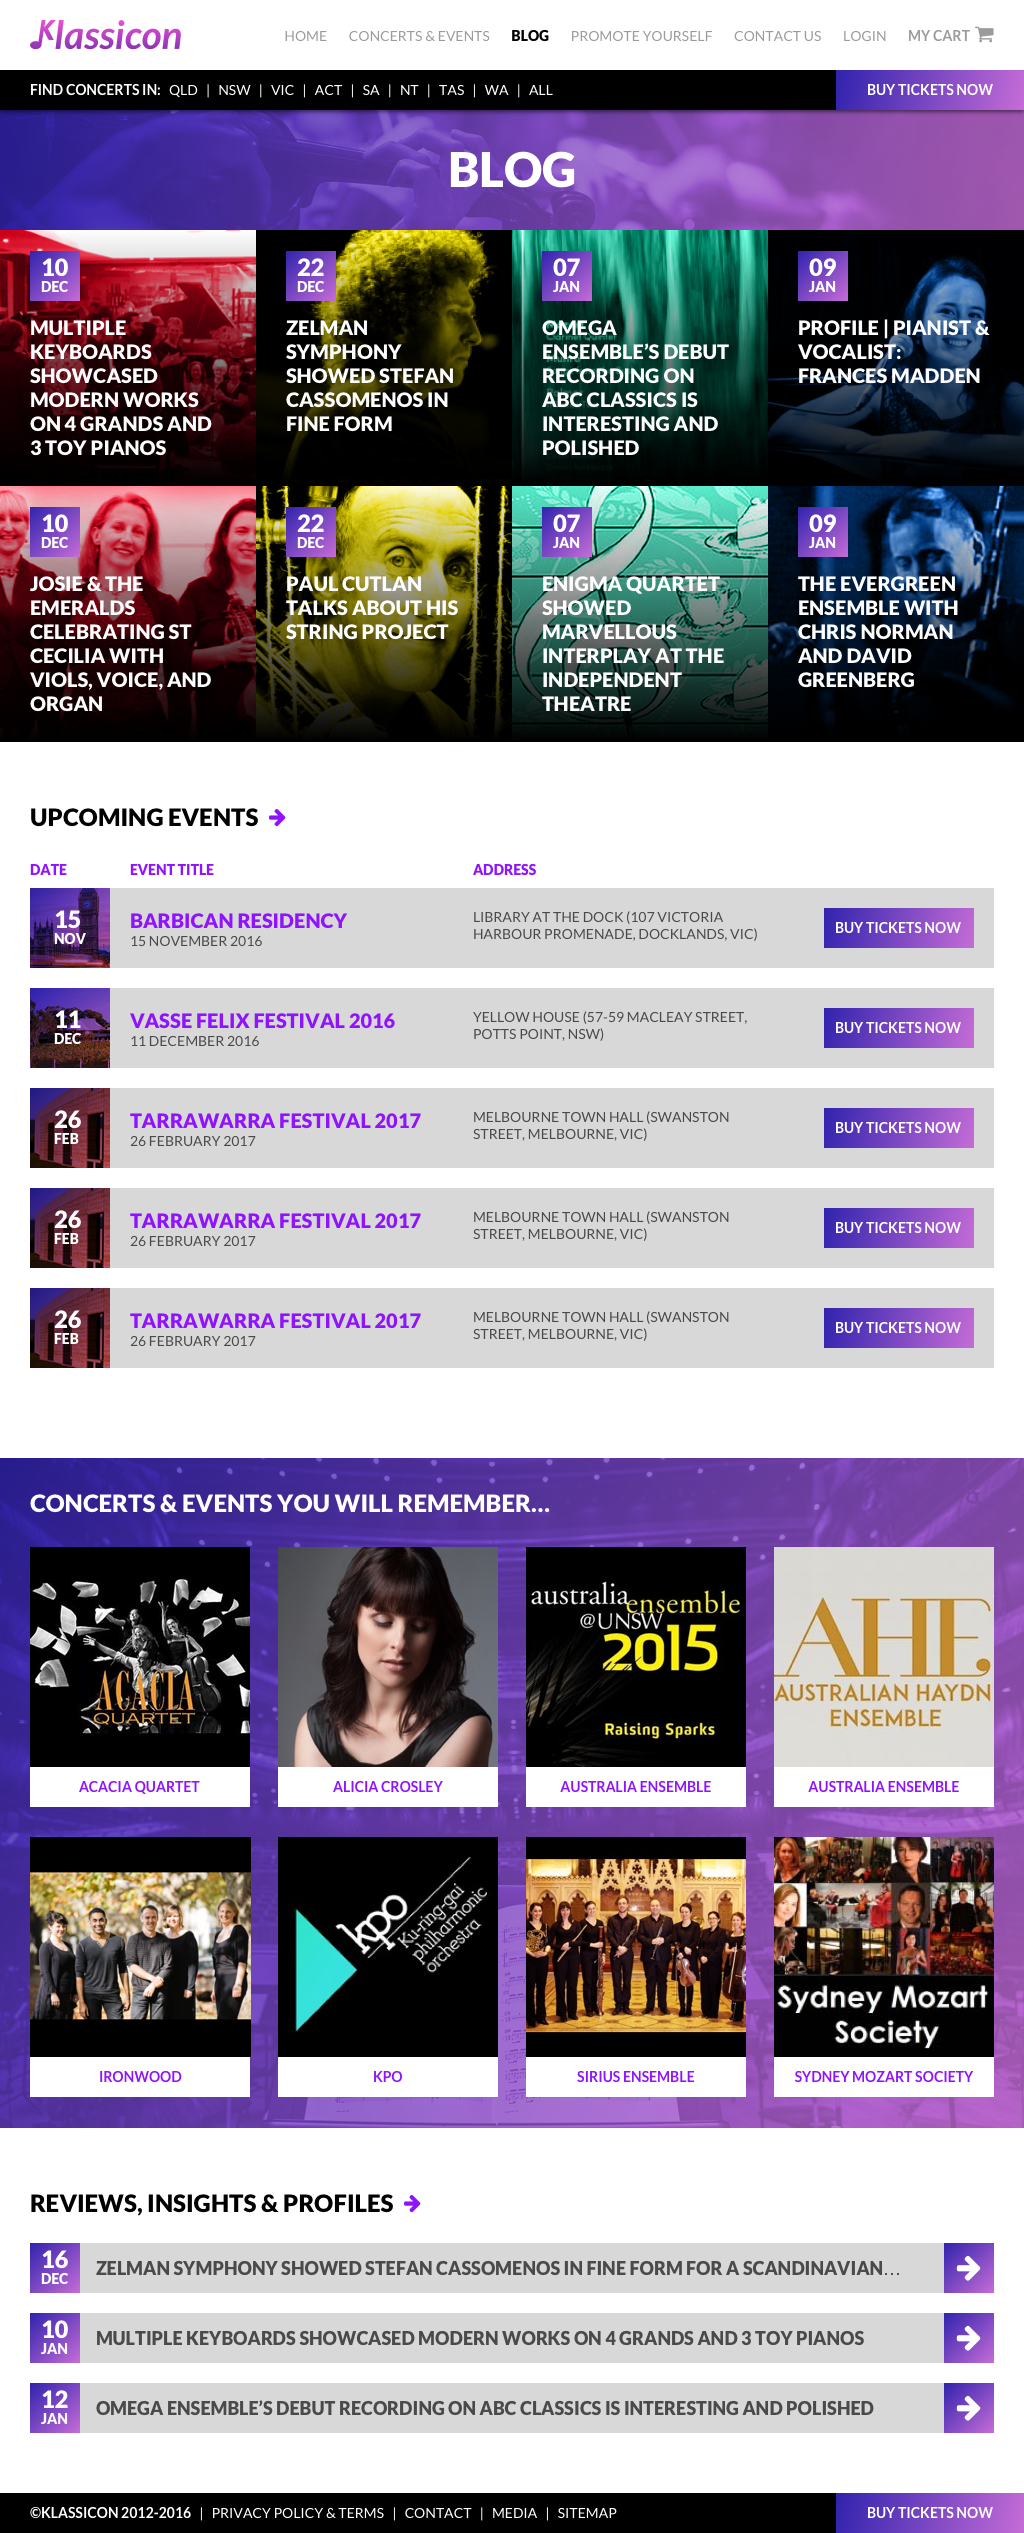 Klassicon
HOME CONCERTS & EVENTS BLOG PROMOTE YOURSELF CONTACT US LOGIN MY CART
FIND CONCERTS IN: QLD | NSW | VIC | ACT | SA | NT | TAS | WA | ALL
BUY TICKETS NOW
BLOG
10
DEC
MULTIPLE
KEYBOARDS
SHOWCASED
MODERN WORKS
ON 4 GRANDS AND
3 TOY PIANOS
22
DEC
ZELMAN
SYMPHONY
SHOWED STEFAN
CASSOMENOS IN
FINE FORM
07
JAN
OMEGA
ENSEMBLE’S DEBUT
RECORDING ON
ABC CLASSICS IS
INTERESTING AND
POLISHED
09
JAN
PROFILE | PIANIST &
VOCALIST:
FRANCES MADDEN
10
DEC
JOSIE & THE
EMERALDS
CELEBRATING ST
CECILIA WITH
VIOLS, VOICE, AND
ORGAN
22
DEC
PAUL CUTLAN
TALKS ABOUT HIS
STRING PROJECT
07
JAN
ENIGMA QUARTET
SHOWED
MARVELLOUS
INTERPLAY AT THE
INDEPENDENT
THEATRE
09
JAN
THE EVERGREEN
ENSEMBLE WITH
CHRIS NORMAN
AND DAVID
GREENBERG
UPCOMING EVENTS
DATE EVENT TITLE ADDRESS
15
NOV
BARBICAN RESIDENCY
15 NOVEMBER 2016
LIBRARY AT THE DOCK (107 VICTORIA
HARBOUR PROMENADE, DOCKLANDS, VIC)
BUY TICKETS NOW
11
DEC
VASSE FELIX FESTIVAL 2016
11 DECEMBER 2016
YELLOW HOUSE (57-59 MACLEAY STREET,
POTTS POINT, NSW)
BUY TICKETS NOW
26
FEB
TARRAWARRA FESTIVAL 2017
26 FEBRUARY 2017
MELBOURNE TOWN HALL (SWANSTON
STREET, MELBOURNE, VIC)
BUY TICKETS NOW
26
FEB
TARRAWARRA FESTIVAL 2017
26 FEBRUARY 2017
MELBOURNE TOWN HALL (SWANSTON
STREET, MELBOURNE, VIC)
BUY TICKETS NOW
26
FEB
TARRAWARRA FESTIVAL 2017
26 FEBRUARY 2017
MELBOURNE TOWN HALL (SWANSTON
STREET, MELBOURNE, VIC)
BUY TICKETS NOW
CONCERTS & EVENTS YOU WILL REMEMBER...
ACACIA
QUARTET
ACACIA QUARTET
ALICIA CROSLEY
australia ensemble
@UNSW
2015
Raising Sparks
AUSTRALIA ENSEMBLE
AHE.
AUSTRALIAN HAYDN
ENSEMBLE
AUSTRALIA ENSEMBLE
IRONWOOD
kpo
Ku-ring-gai
philharmonic
orchestra
KPO
SIRIUS ENSEMBLE
Sydney Mozart
Society
SYDNEY MOZART SOCIETY
REVIEWS, INSIGHTS & PROFILES
16
DEC
ZELMAN SYMPHONY SHOWED STEFAN CASSOMENOS IN FINE FORM FOR A SCANDINAVIAN...
10
JAN
MULTIPLE KEYBOARDS SHOWCASED MODERN WORKS ON 4 GRANDS AND 3 TOY PIANOS
12
JAN
OMEGA ENSEMBLE’S DEBUT RECORDING ON ABC CLASSICS IS INTERESTING AND POLISHED
©KLASSICON 2012-2016 | PRIVACY POLICY & TERMS | CONTACT | MEDIA | SITEMAP
BUY TICKETS NOW